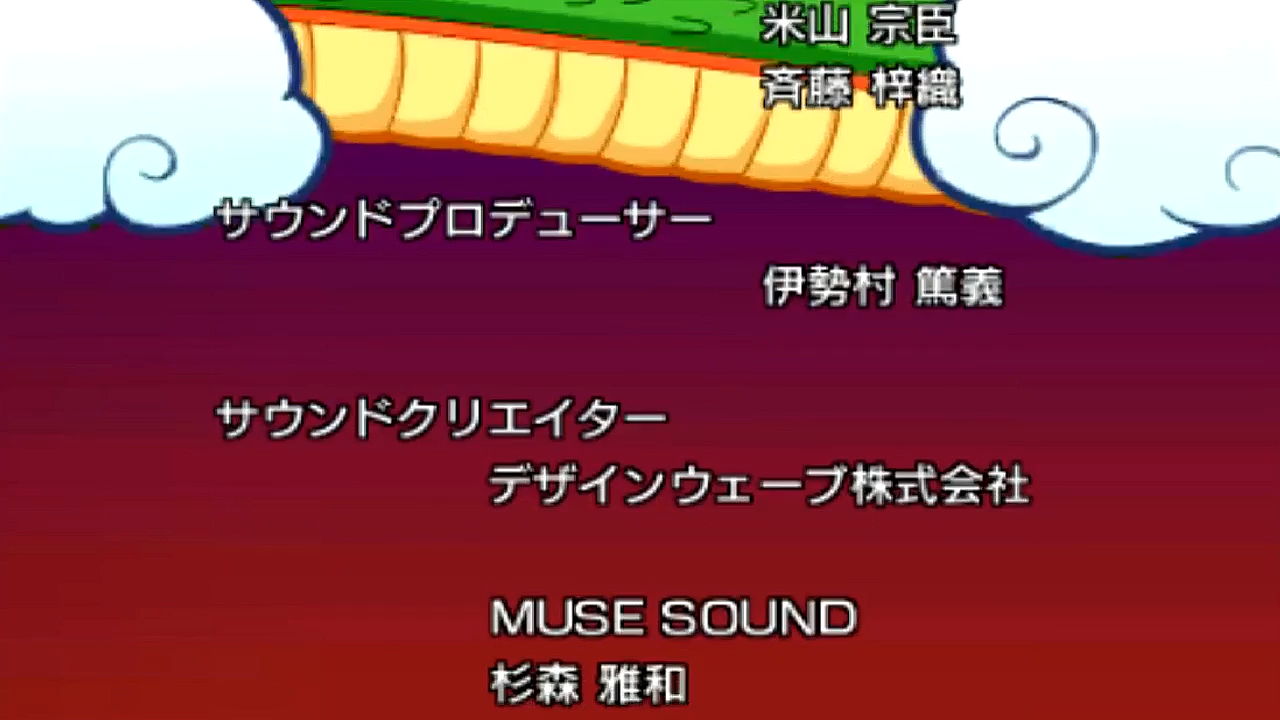 米山 宗臣
斉藤 梓織
サウンドプロデューサー
伊勢村 篤義
サウンドクリエイター
デザインウェーブ株式会社
MUSE SOUND
杉森 雅和